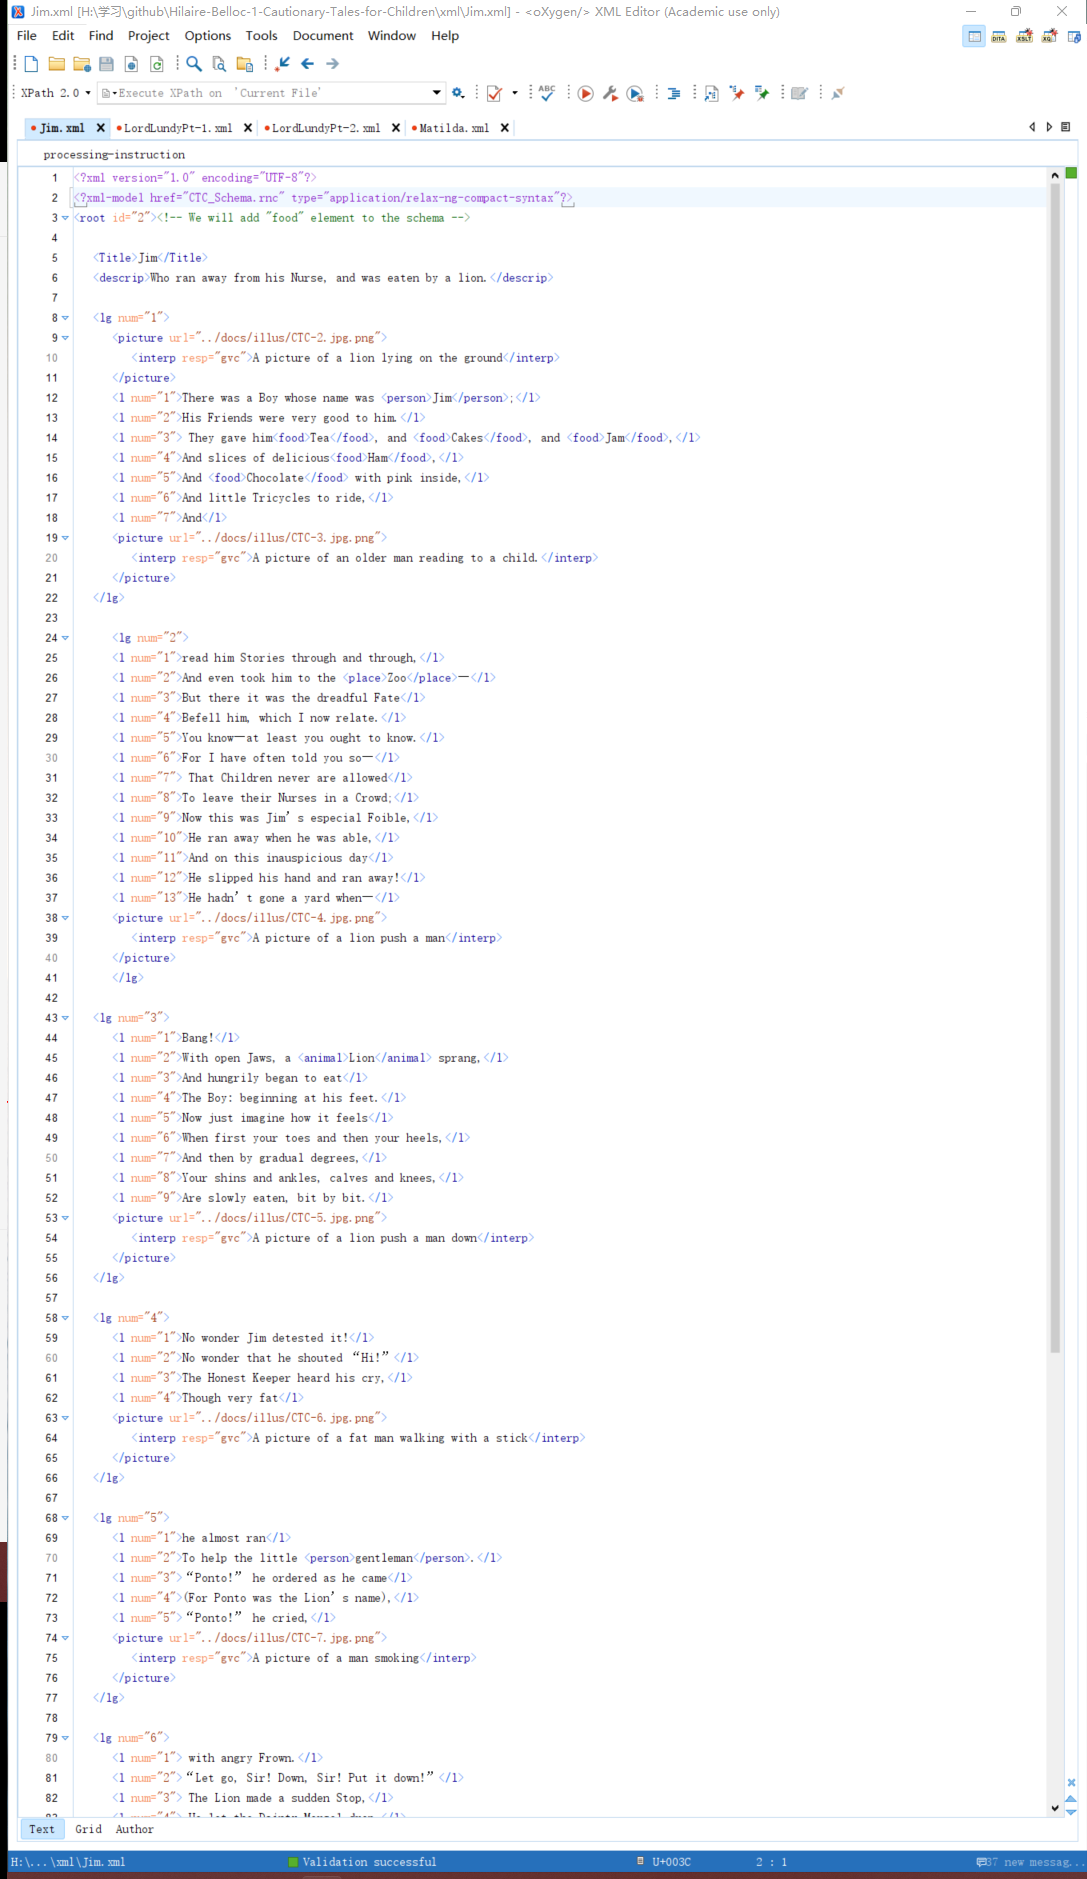 Jim.xml [H:\学习\github\Hilaire-Belloc-1-Cautionary-Tales-for-Children\xml\Jim.xml] - <oXygen/> XML Editor (Academic use only)
File Edit Find Project Options Tools Document Window Help
XPath 2.0 Execute XPath on 'Current File'
Jim.xml LordLundyPt-1.xml LordLundyPt-2.xml Matilda.xml
processing-instruction
1 <?xml version="1.0" encoding="UTF-8"?>
2 <?xml-model href="CTC_Schema.rnc" type="application/relax-ng-compact-syntax"?>
3 <root id="2"><!-- We will add "food" element to the schema -->
4
5 <Title>Jim</Title>
6 <descrip>Who ran away from his Nurse, and was eaten by a lion.</descrip>
7
8 <lg num="1">
9 <picture url="../docs/illus/CTC-2.jpg.png">
10 <interp resp="gvc">A picture of a lion lying on the ground</interp>
11 </picture>
12 <l num="1">There was a Boy whose name was <person>Jim</person>;</l>
13 <l num="2">His Friends were very good to him.</l>
14 <l num="3"> They gave him<food>Tea</food>, and <food>Cakes</food>, and <food>Jam</food>,</l>
15 <l num="4">And slices of delicious<food>Ham</food>,</l>
16 <l num="5">And <food>Chocolate</food> with pink inside,</l>
17 <l num="6">And little Tricycles to ride,</l>
18 <l num="7">And</l>
19 <picture url="../docs/illus/CTC-3.jpg.png">
20 <interp resp="gvc">A picture of an older man reading to a child.</interp>
21 </picture>
22 </lg>
23
24 <lg num="2">
25 <l num="1">read him Stories through and through,</l>
26 <l num="2">And even took him to the <place>Zoo</place>—</l>
27 <l num="3">But there it was the dreadful Fate</l>
28 <l num="4">Befell him, which I now relate.</l>
29 <l num="5">You know—at least you ought to know.</l>
30 <l num="6">For I have often told you so—</l>
31 <l num="7"> That Children never are allowed</l>
32 <l num="8">To leave their Nurses in a Crowd;</l>
33 <l num="9">Now this was Jim’s especial Foible,</l>
34 <l num="10">He ran away when he was able,</l>
35 <l num="11">And on this inauspicious day</l>
36 <l num="12">He slipped his hand and ran away!</l>
37 <l num="13">He hadn’t gone a yard when—</l>
38 <picture url="../docs/illus/CTC-4.jpg.png">
39 <interp resp="gvc">A picture of a lion push a man</interp>
40 </picture>
41 </lg>
42
43 <lg num="3">
44 <l num="1">Bang!</l>
45 <l num="2">With open Jaws, a <animal>Lion</animal> sprang,</l>
46 <l num="3">And hungrily began to eat</l>
47 <l num="4">The Boy: beginning at his feet.</l>
48 <l num="5">Now just imagine how it feels</l>
49 <l num="6">When first your toes and then your heels,</l>
50 <l num="7">And then by gradual degrees,</l>
51 <l num="8">Your shins and ankles, calves and knees,</l>
52 <l num="9">Are slowly eaten, bit by bit.</l>
53 <picture url="../docs/illus/CTC-5.jpg.png">
54 <interp resp="gvc">A picture of a lion push a man down</interp>
55 </picture>
56 </lg>
57
58 <lg num="4">
59 <l num="1">No wonder Jim detested it!</l>
60 <l num="2">No wonder that he shouted “Hi!”</l>
61 <l num="3">The Honest Keeper heard his cry,</l>
62 <l num="4">Though very fat</l>
63 <picture url="../docs/illus/CTC-6.jpg.png">
64 <interp resp="gvc">A picture of a fat man walking with a stick</interp>
65 </picture>
66 </lg>
67
68 <lg num="5">
69 <l num="1">he almost ran</l>
70 <l num="2">To help the little <person>gentleman</person>.</l>
71 <l num="3">“Ponto!” he ordered as he came</l>
72 <l num="4">(For Ponto was the Lion’s name),</l>
73 <l num="5">“Ponto!” he cried,</l>
74 <picture url="../docs/illus/CTC-7.jpg.png">
75 <interp resp="gvc">A picture of a man smoking</interp>
76 </picture>
77 </lg>
78
79 <lg num="6">
80 <l num="1"> with angry Frown.</l>
81 <l num="2">“Let go, Sir! Down, Sir! Put it down!”</l>
82 <l num="3"> The Lion made a sudden Stop,</l>
Text Grid Author
H:\...\xml\Jim.xml Validation successful U+003C 2 : 1 37 new messag...